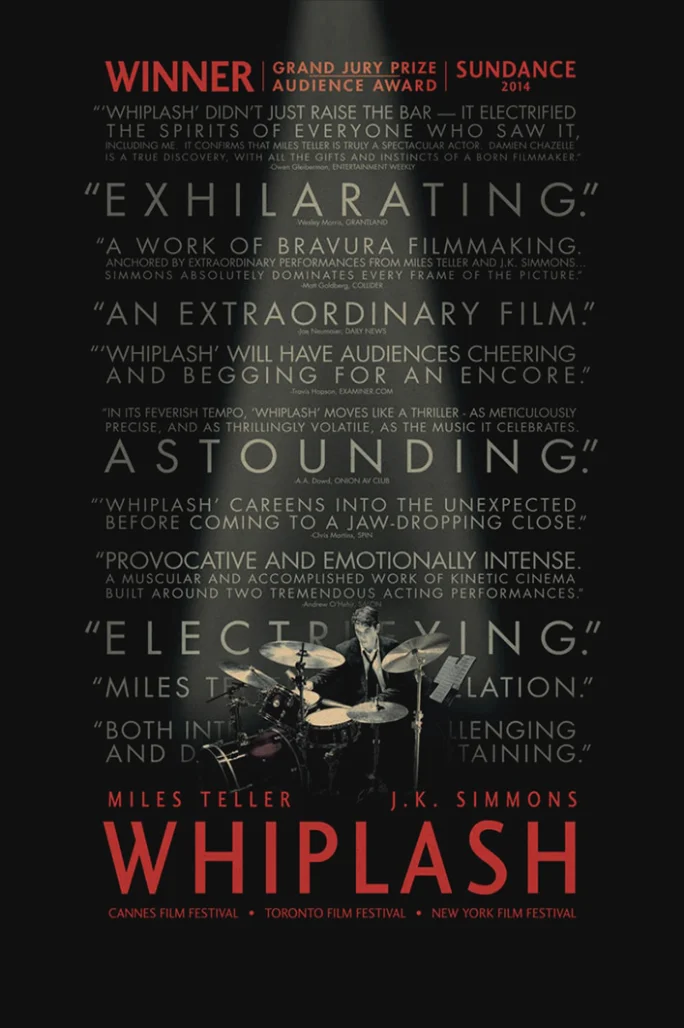 WINNER | GRAND JURY PRIZE | SUNDANCE
AUDIENCE AWARD 2014
“‘WHIPLASH’ DIDN’T JUST RAISE THE BAR — IT ELECTRIFIED
THE SPIRITS OF EVERYONE WHO SAW IT,
INCLUDING ME. IT CONFIRMS THAT MILES TELLER IS TRULY A SPECTACULAR ACTOR. DAMIEN CHAZELLE
IS A TRUE DISCOVERY, WITH ALL THE GIFTS AND INSTINCTS OF A BORN FILMMAKER.”
-Owen Gleiberman, ENTERTAINMENT WEEKLY
“EXHILARATING.”
-Wesley Morris, GRANTLAND
“A WORK OF BRAVURA FILMMAKING.
ANCHORED BY EXTRAORDINARY PERFORMANCES FROM MILES TELLER AND J.K. SIMMONS...
SIMMONS ABSOLUTELY DOMINATES EVERY FRAME OF THE PICTURE.”
-Matt Goldberg, COLLIDER
“AN EXTRAORDINARY FILM.”
-Joe Neumaier, DAILY NEWS
“‘WHIPLASH’ WILL HAVE AUDIENCES CHEERING
AND BEGGING FOR AN ENCORE.”
-Travis Hopson, EXAMINER.COM
“IN ITS FEVERISH TEMPO, ‘WHIPLASH’ MOVES LIKE A THRILLER - AS METICULOUSLY
PRECISE, AND AS THRILLINGLY VOLATILE, AS THE MUSIC IT CELEBRATES.
ASTOUNDING.”
-A.A. Dowd, ONION AV CLUB
“‘WHIPLASH’ CAREENS INTO THE UNEXPECTED
BEFORE COMING TO A JAW-DROPPING CLOSE.”
-Chris Martins, SPIN
“PROVOCATIVE AND EMOTIONALLY INTENSE.
A MUSCULAR AND ACCOMPLISHED WORK OF KINETIC CINEMA
BUILT AROUND TWO TREMENDOUS ACTING PERFORMANCES.”
-Andrew O’Hehir, SALON
“ELECTRIFYING.”
“MILES
“BOTH
AND
MILES TELLER J.K. SIMMONS
WHIPLASH
CANNES FILM FESTIVAL • TORONTO FILM FESTIVAL • NEW YORK FILM FESTIVAL